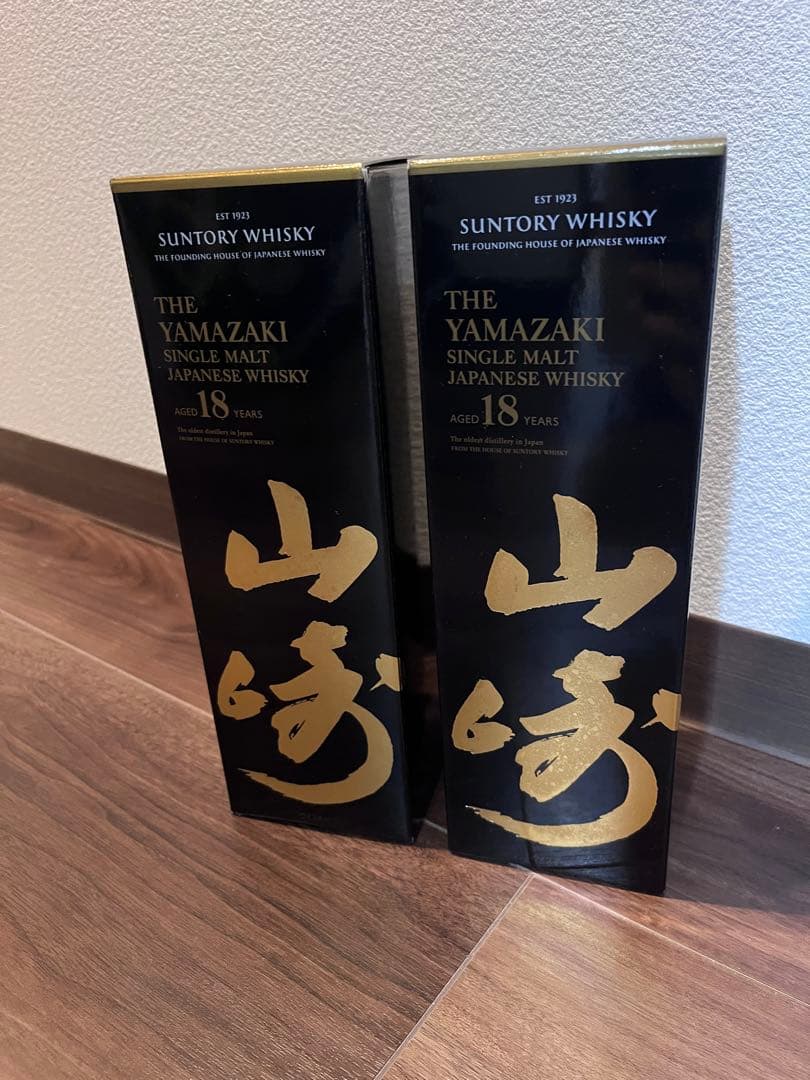 EST 1923
SUNTORY WHISKY
THE FOUNDING HOUSE OF JAPANESE WHISKY
THE
YAMAZAKI
SINGLE MALT
JAPANESE WHISKY
AGED 18 YEARS
The oldest distillery in Japan
FROM THE HOUSE OF SUNTORY WHISKY
山崎
EST 1923
SUNTORY WHISKY
THE FOUNDING HOUSE OF JAPANESE WHISKY
THE
YAMAZAKI
SINGLE MALT
JAPANESE WHISKY
AGED 18 YEARS
The oldest distillery in Japan
FROM THE HOUSE OF SUNTORY WHISKY
山崎